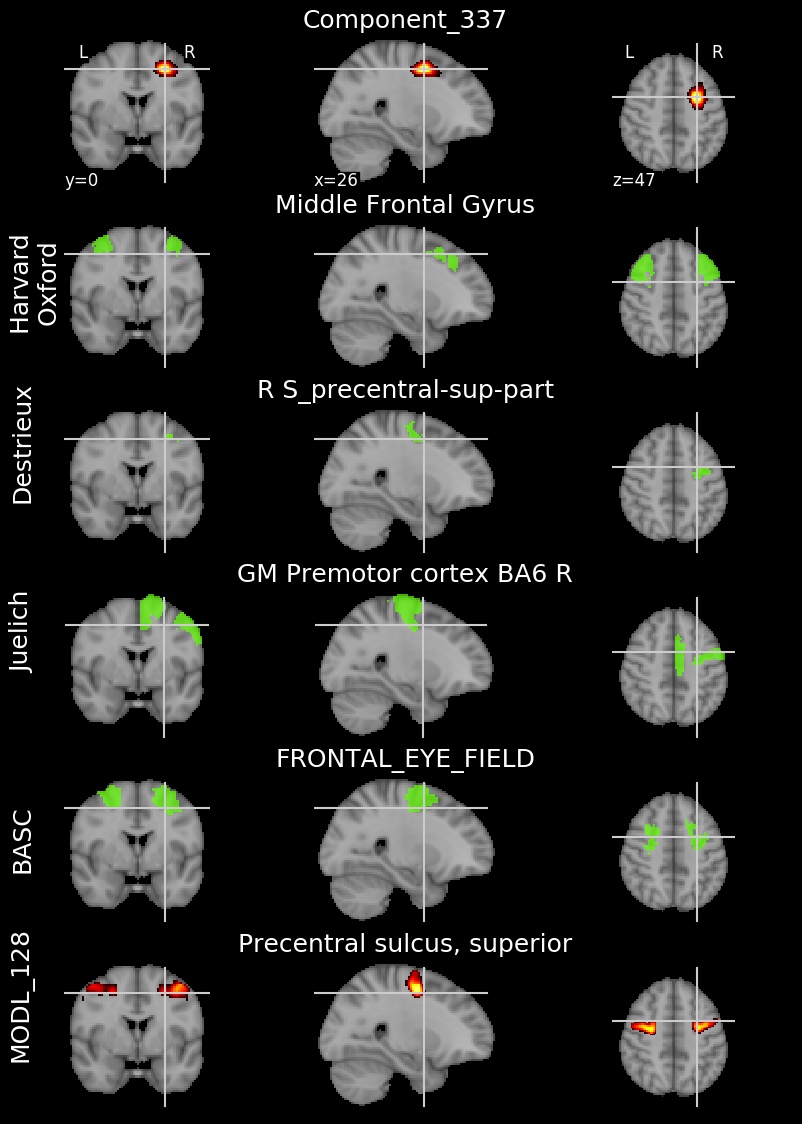 Component_337
L R
L R
y=0
x=26
z=47
Middle Frontal Gyrus
Harvard
Oxford
R S_precentral-sup-part
Destrieux
GM Premotor cortex BA6 R
Juelich
FRONTAL_EYE_FIELD
BASC
Precentral sulcus, superior
MODL_128